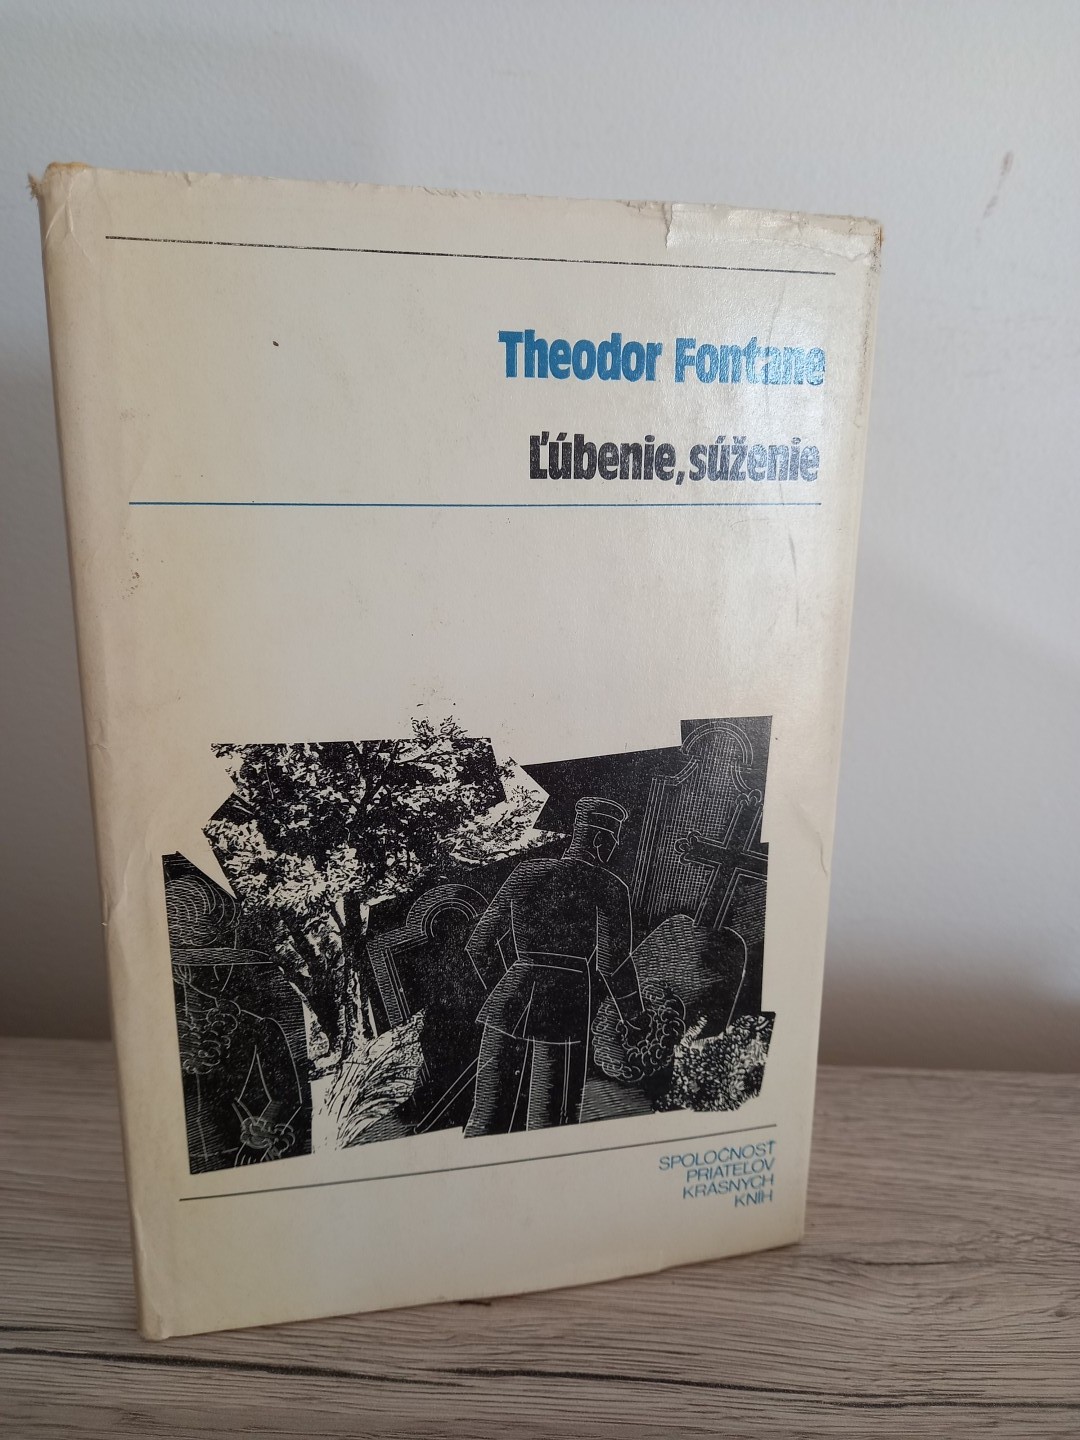 Theodor Fontane
Ľúbenie, súženie
SPOLOČNOSŤ
PRIATEĽOV
KRÁSNYCH
KNÍH